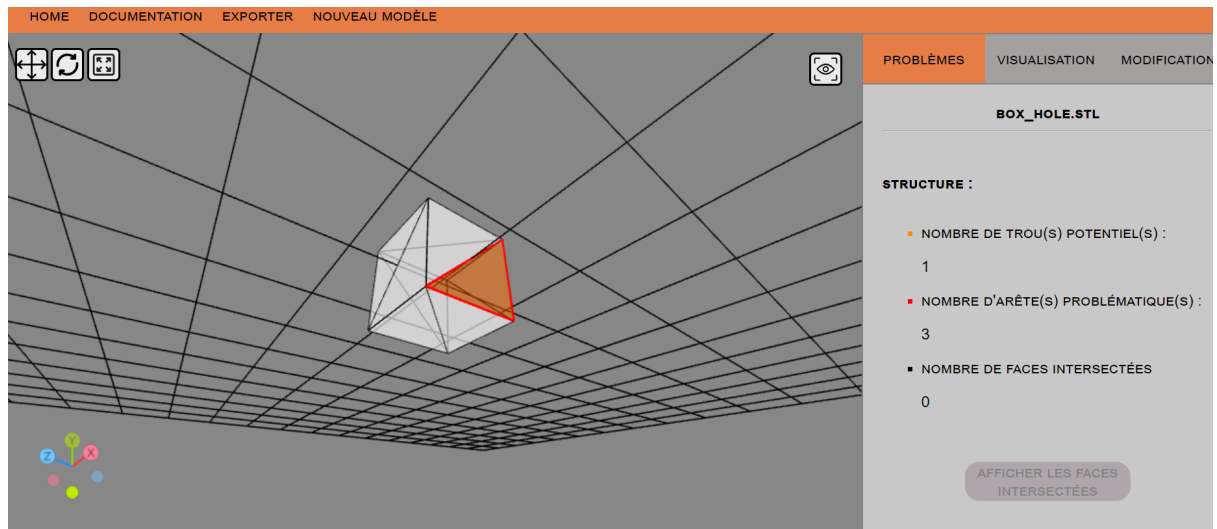 HOME DOCUMENTATION EXPORTER NOUVEAU MODÈLE
PROBLÈMES VISUALISATION MODIFICATION
BOX_HOLE.STL
STRUCTURE :
NOMBRE DE TROU(S) POTENTIEL(S) :
1
NOMBRE D'ARÊTE(S) PROBLÉMATIQUE(S) :
3
NOMBRE DE FACES INTERSECTÉES
0
AFFICHER LES FACES
INTERSECTÉES
Y
Z X